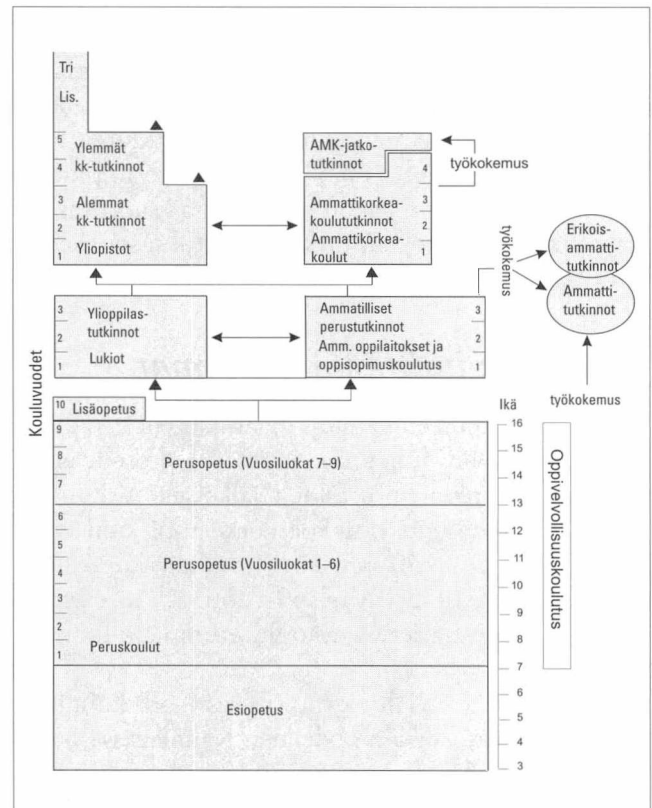 Tri
Lis.
5
4
Ylemmät
kk-tutkinnot
3
2
1
Alemmat
kk-tutkinnot
Yliopistot
AMK-jatko-
tutkinnot
4
3
2
1
Ammattikorkea-
koulututkinnot
Ammattikorkea-
koulut
työkokemus
työkokemus
Erikois-
ammatti-
tutkinnot
Ammatti-
tutkinnot
työkokemus
3
2
1
Ylioppilas-
tutkinnot
Lukiot
Ammatilliset
perustutkinnot
Amm. oppilaitokset ja
oppisopimuskoulutus
3
2
1
Kouluvuodet
10 Lisäopetus
9
8
7
Perusopetus (Vuosiluokat 7–9)
6
5
4
3
2
1
Perusopetus (Vuosiluokat 1–6)
Peruskoulut
Esiopetus
Ikä
16
15
14
13
12
11
10
9
8
7
6
5
4
3
Oppivelvollisuuskoulutus